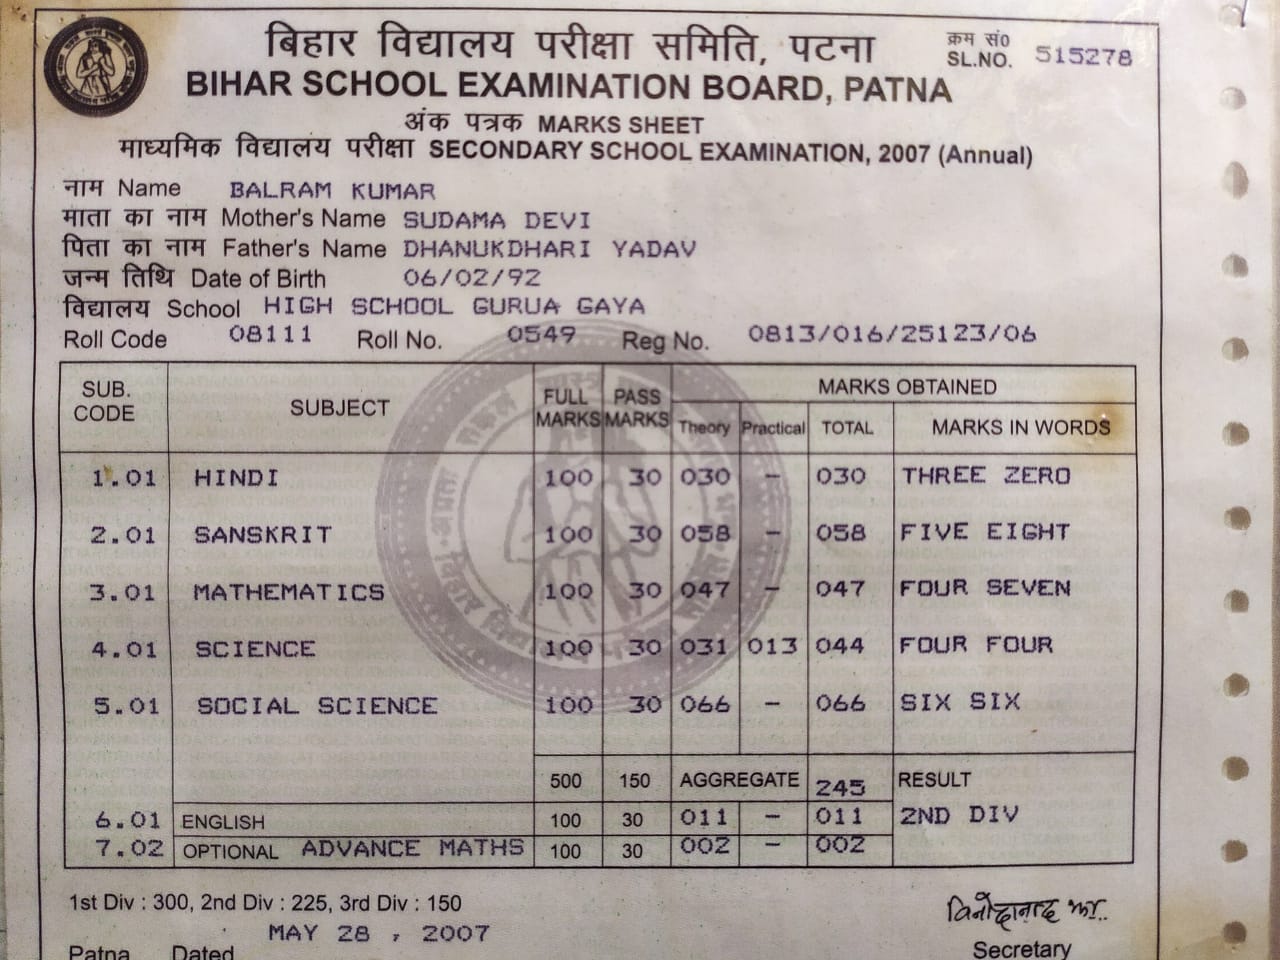 बिहार विद्यालय परीक्षा समिति, पटना
क्रम सं0
SL.NO. 515278
BIHAR SCHOOL EXAMINATION BOARD, PATNA
अंक पत्रक MARKS SHEET
माध्यमिक विद्यालय परीक्षा SECONDARY SCHOOL EXAMINATION, 2007 (Annual)
नाम Name BALRAM KUMAR
माता का नाम Mother's Name SUDAMA DEVI
पिता का नाम Father's Name DHANUKDHARI YADAV
जन्म तिथि Date of Birth 06/02/92
विद्यालय School HIGH SCHOOL GURUA GAYA
Roll Code 08111 Roll No. 0549 Reg No. 0813/016/25123/06
SUB. CODE SUBJECT FULL MARKS PASS MARKS MARKS OBTAINED
Theory Practical TOTAL MARKS IN WORDS
1.01 HINDI 100 30 030 - 030 THREE ZERO
2.01 SANSKRIT 100 30 058 - 058 FIVE EIGHT
3.01 MATHEMATICS 100 30 047 - 047 FOUR SEVEN
4.01 SCIENCE 100 30 031 013 044 FOUR FOUR
5.01 SOCIAL SCIENCE 100 30 066 - 066 SIX SIX
500 150 AGGREGATE 245 RESULT
6.01 ENGLISH 100 30 011 - 011 2ND DIV
7.02 OPTIONAL ADVANCE MATHS 100 30 002 - 002
1st Div : 300, 2nd Div : 225, 3rd Div : 150
विनोदानन्द झा
MAY 28 , 2007
Patna Dated Secretary